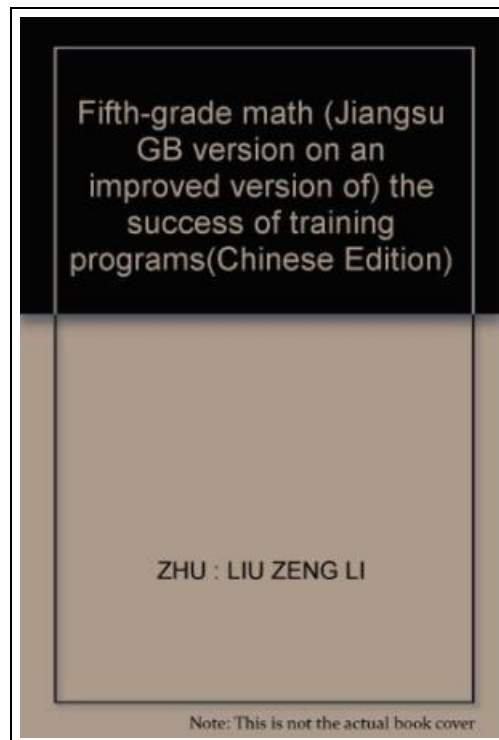 Fifth-grade math (Jiangsu
GB version on an
improved version of) the
success of training
programs(Chinese Edition)
ZHU : LIU ZENG LI
Note: This is not the actual book cover